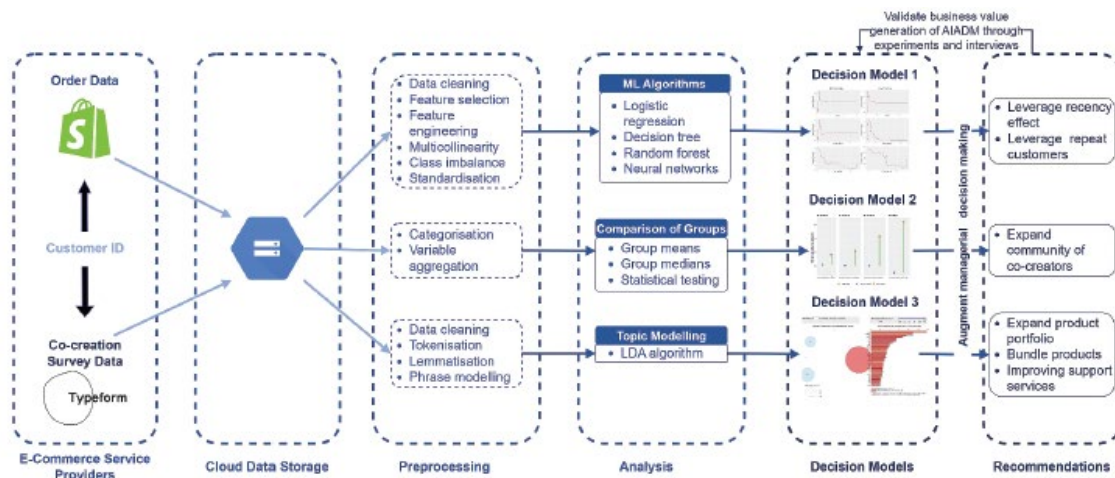 Validate business value
generation of AIADM through
experiments and interviews
Order Data
Customer ID
Co-creation
Survey Data
Typeform
E-Commerce Service
Providers
Cloud Data Storage
Data cleaning
Feature selection
Feature
engineering
Multicollinearity
Class imbalance
Standardisation
Categorisation
Variable
aggregation
Data cleaning
Tokenisation
Lemmatisation
Phrase modelling
Preprocessing
ML Algorithms
Logistic
regression
Decision tree
Random forest
Neural networks
Comparison of Groups
Group means
Group medians
Statistical testing
Topic Modelling
LDA algorithm
Analysis
Decision Model 1
Decision Model 2
Decision Model 3
Decision Models
Augment managerial decision making
Leverage recency
effect
Leverage repeat
customers
Expand
community of
co-creators
Expand product
portfolio
Bundle products
Improving support
services
Recommendations